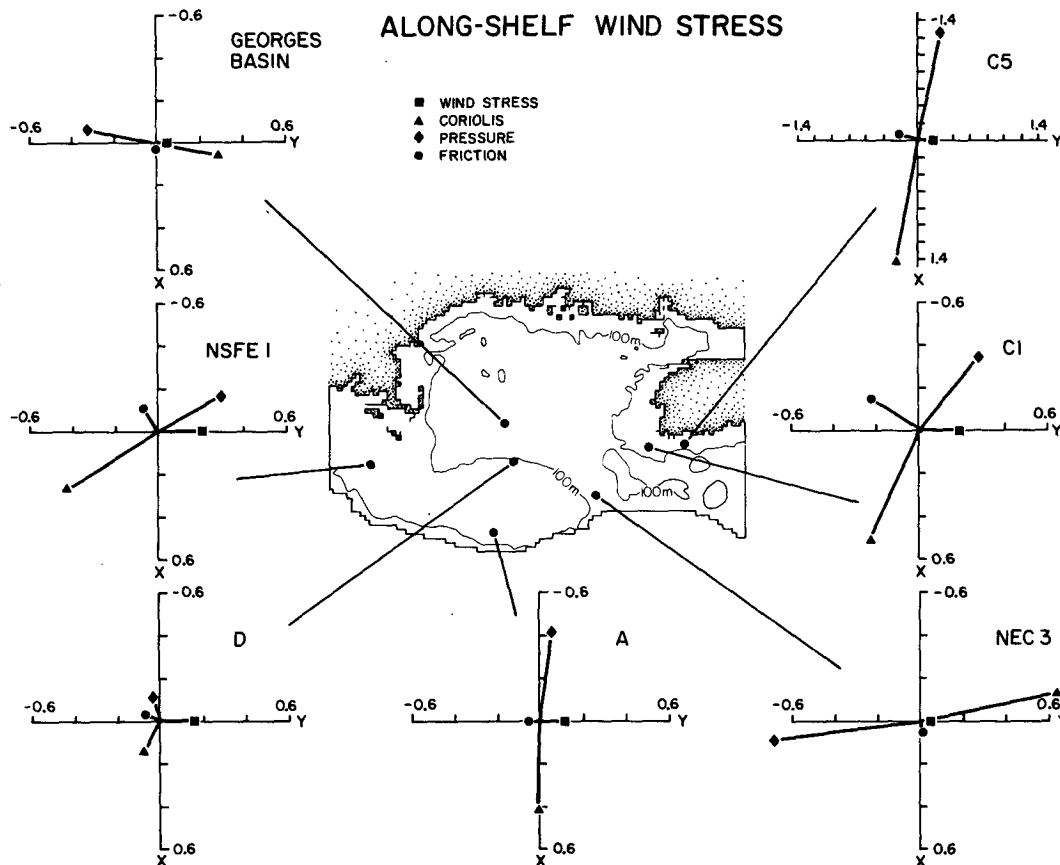 ALONG-SHELF WIND STRESS
WIND STRESS
CORIOLIS
PRESSURE
FRICTION
GEORGES
BASIN
-0.6
-0.6
0.6
Y
0.6
X
C5
-1.4
-1.4
1.4
Y
1.4
X
NSFE 1
-0.6
-0.6
0.6
Y
0.6
X
100m
100m
100m
C1
-0.6
-0.6
0.6
Y
0.6
X
D
-0.6
-0.6
0.6
Y
0.6
X
A
-0.6
-0.6
0.6
Y
0.6
X
NEC 3
-0.6
-0.6
0.6
Y
0.6
X